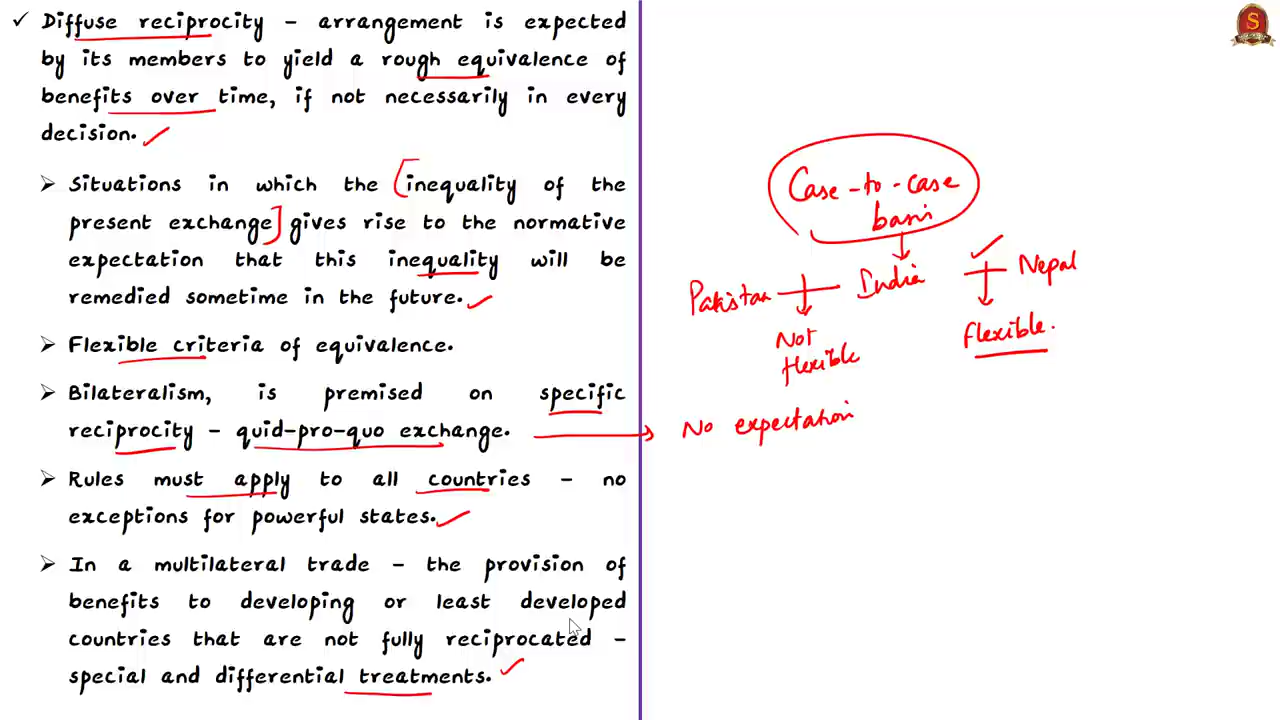 ✓ Diffuse reciprocity – arrangement is expected
by its members to yield a rough equivalence of
benefits over time, if not necessarily in every
decision.
➢ Situations in which the inequality of the
present exchange gives rise to the normative
expectation that this inequality will be
remedied sometime in the future.
➢ Flexible criteria of equivalence.
➢ Bilateralism, is premised on specific
reciprocity – quid-pro-quo exchange.
➢ Rules must apply to all countries – no
exceptions for powerful states.
➢ In a multilateral trade – the provision of
benefits to developing or least developed
countries that are not fully reciprocated –
special and differential treatments.
Case-to-case
basis
Pakistan India Nepal
Not
flexible
flexible.
No expectation
S